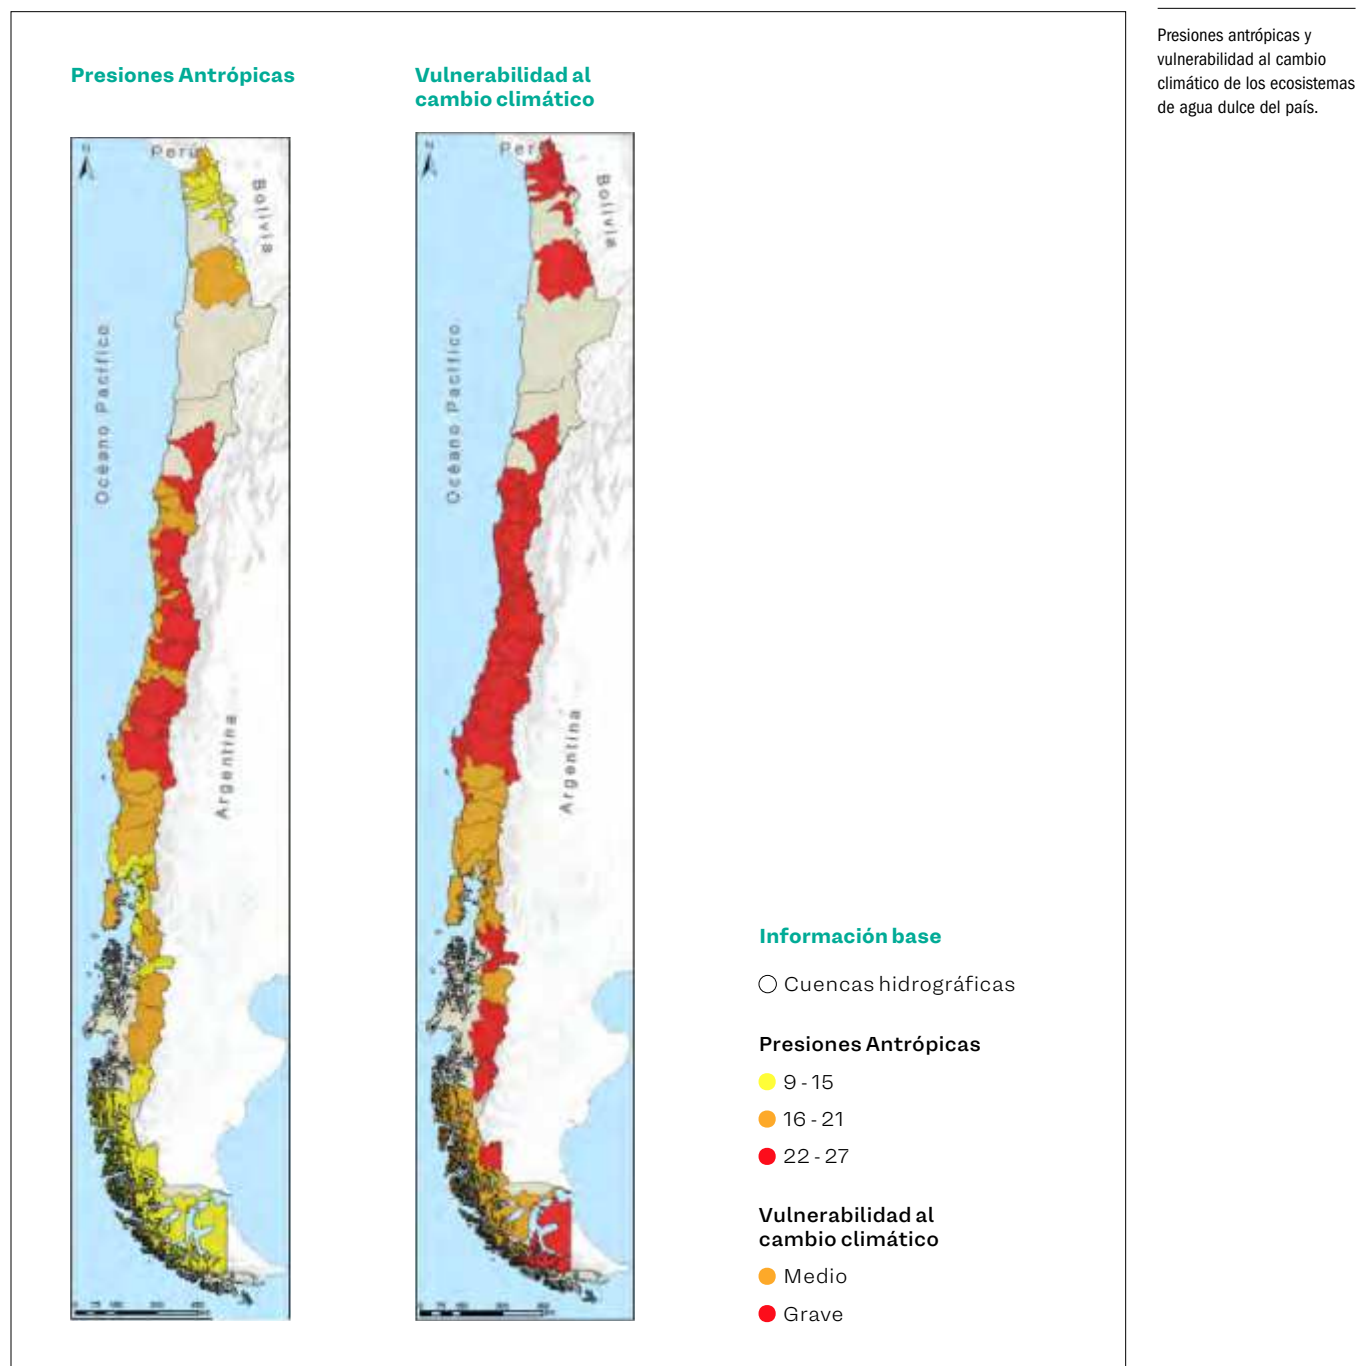 Presiones antrópicas y
vulnerabilidad al cambio
climático de los ecosistemas
de agua dulce del país.
Presiones Antrópicas
N
Perú
Bolivia
Océano Pacífico
Argentina
Vulnerabilidad al
cambio climático
N
Perú
Bolivia
Océano Pacífico
Argentina
Información base
Cuencas hidrográficas
Presiones Antrópicas
9 - 15
16 - 21
22 - 27
Vulnerabilidad al
cambio climático
Medio
Grave